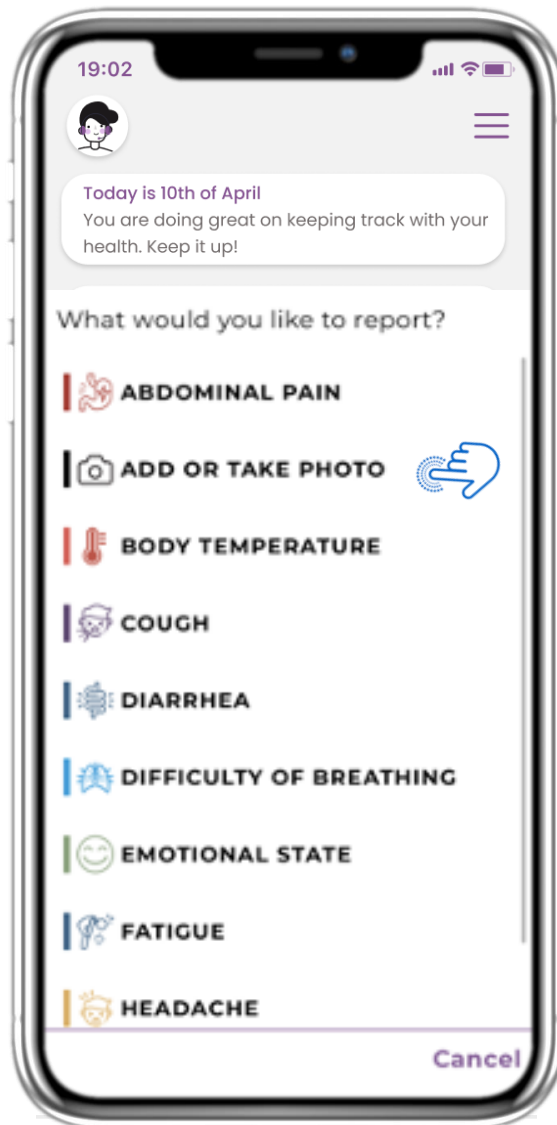 19:02
Today is 10th of April
You are doing great on keeping track with your
health. Keep it up!
What would you like to report?
ABDOMINAL PAIN
ADD OR TAKE PHOTO
BODY TEMPERATURE
COUGH
DIARRHEA
DIFFICULTY OF BREATHING
EMOTIONAL STATE
FATIGUE
HEADACHE
Cancel